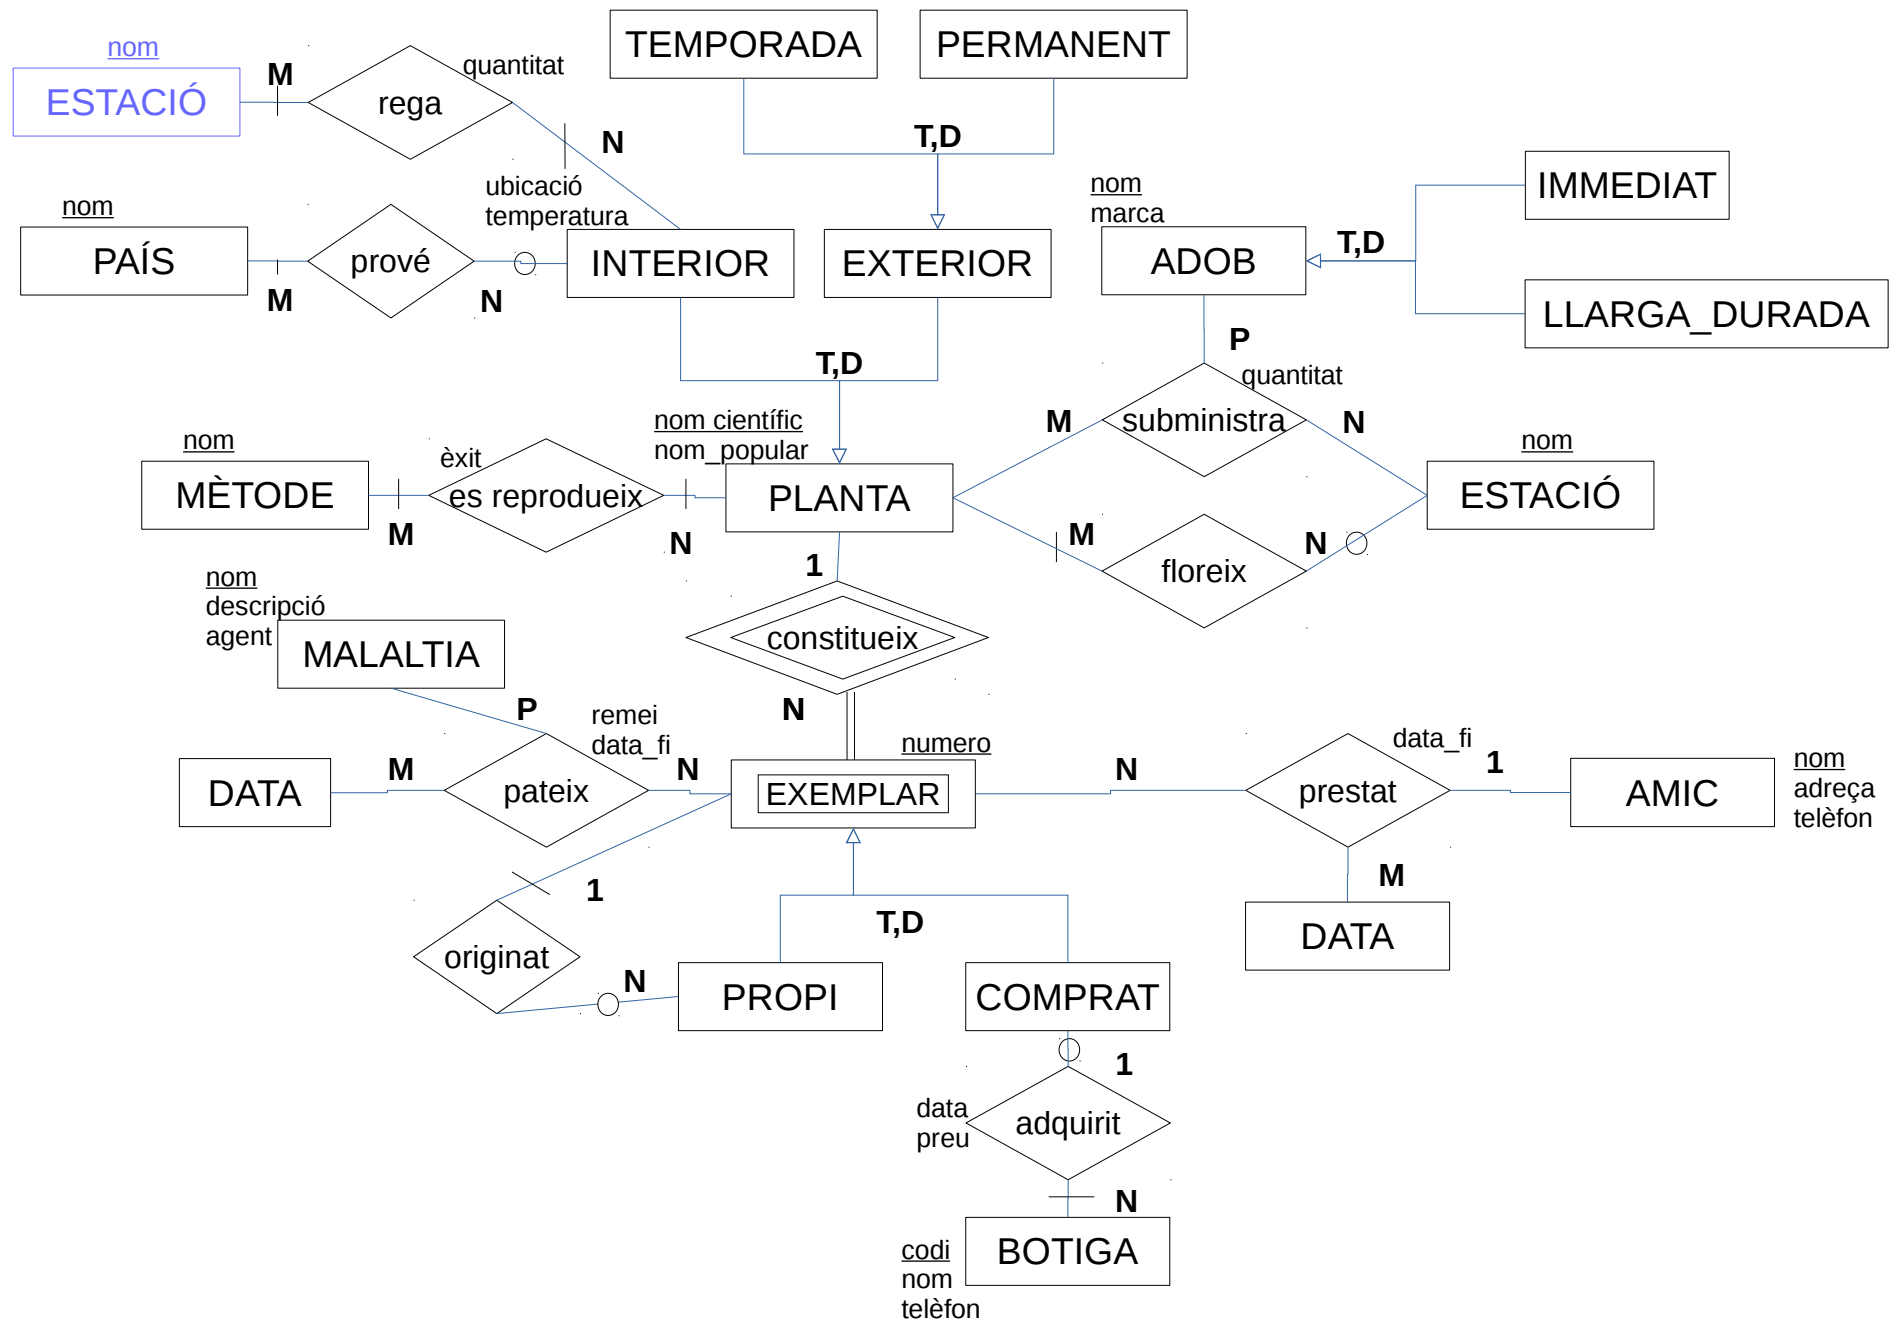 TEMPORADA
PERMANENT
nom
ESTACIÓ
M
rega
quantitat
N
T,D
ubicació
temperatura
nom
PAÍS
M
prové
N
INTERIOR
EXTERIOR
nom
marca
ADOB
T,D
IMMEDIAT
LLARGA_DURADA
T,D
P
quantitat
M
subministra
N
nom
MÈTODE
M
èxit
es reprodueix
N
nom científic
nom_popular
PLANTA
nom
ESTACIÓ
M
floreix
N
1
constitueix
N
nom
descripció
agent
MALALTIA
P
remei
data_fi
DATA
M
pateix
N
numero
EXEMPLAR
N
data_fi
prestat
1
AMIC
nom
adreça
telèfon
M
DATA
1
originat
N
T,D
PROPI
COMPRAT
1
data
preu
adquirit
N
BOTIGA
codi
nom
telèfon